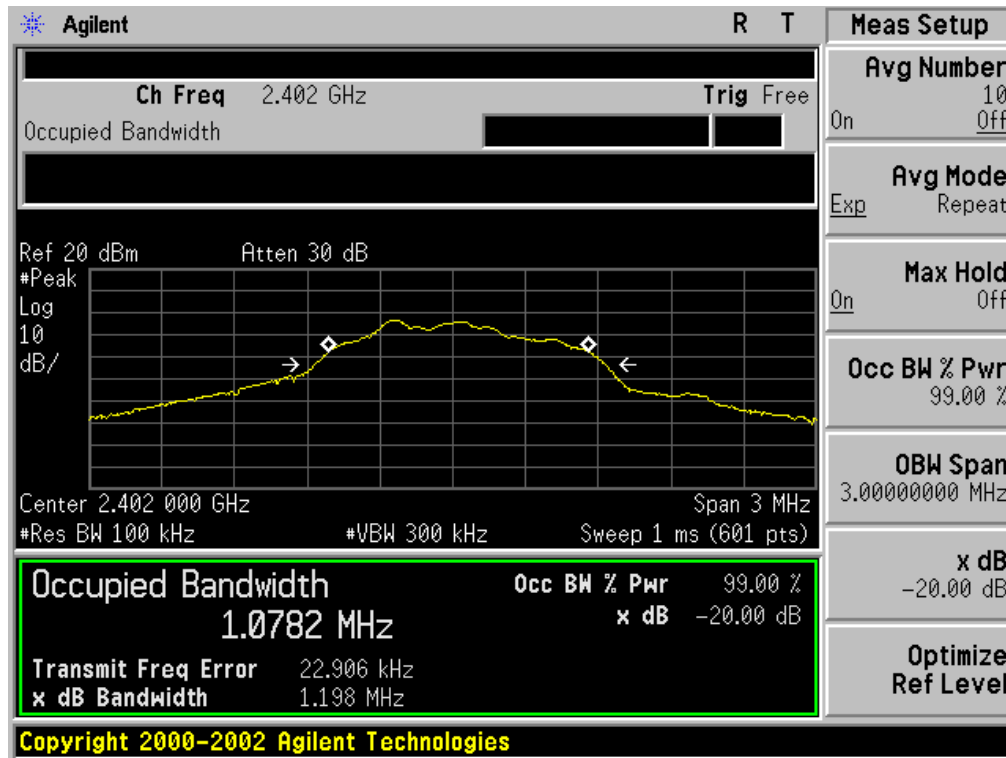 Agilent R T
Ch Freq 2.402 GHz Trig Free
Occupied Bandwidth
Ref 20 dBm Atten 30 dB
#Peak
Log
10
dB/
Center 2.402 000 GHz Span 3 MHz
#Res BW 100 kHz #VBW 300 kHz Sweep 1 ms (601 pts)
Occupied Bandwidth Occ BW % Pwr 99.00 %
1.0782 MHz x dB -20.00 dB
Transmit Freq Error 22.906 kHz
x dB Bandwidth 1.198 MHz
Copyright 2000-2002 Agilent Technologies
Meas Setup
Avg Number
10
On Off
Avg Mode
Exp Repeat
Max Hold
On Off
Occ BW % Pwr
99.00 %
OBW Span
3.00000000 MHz
x dB
-20.00 dB
Optimize
Ref Level